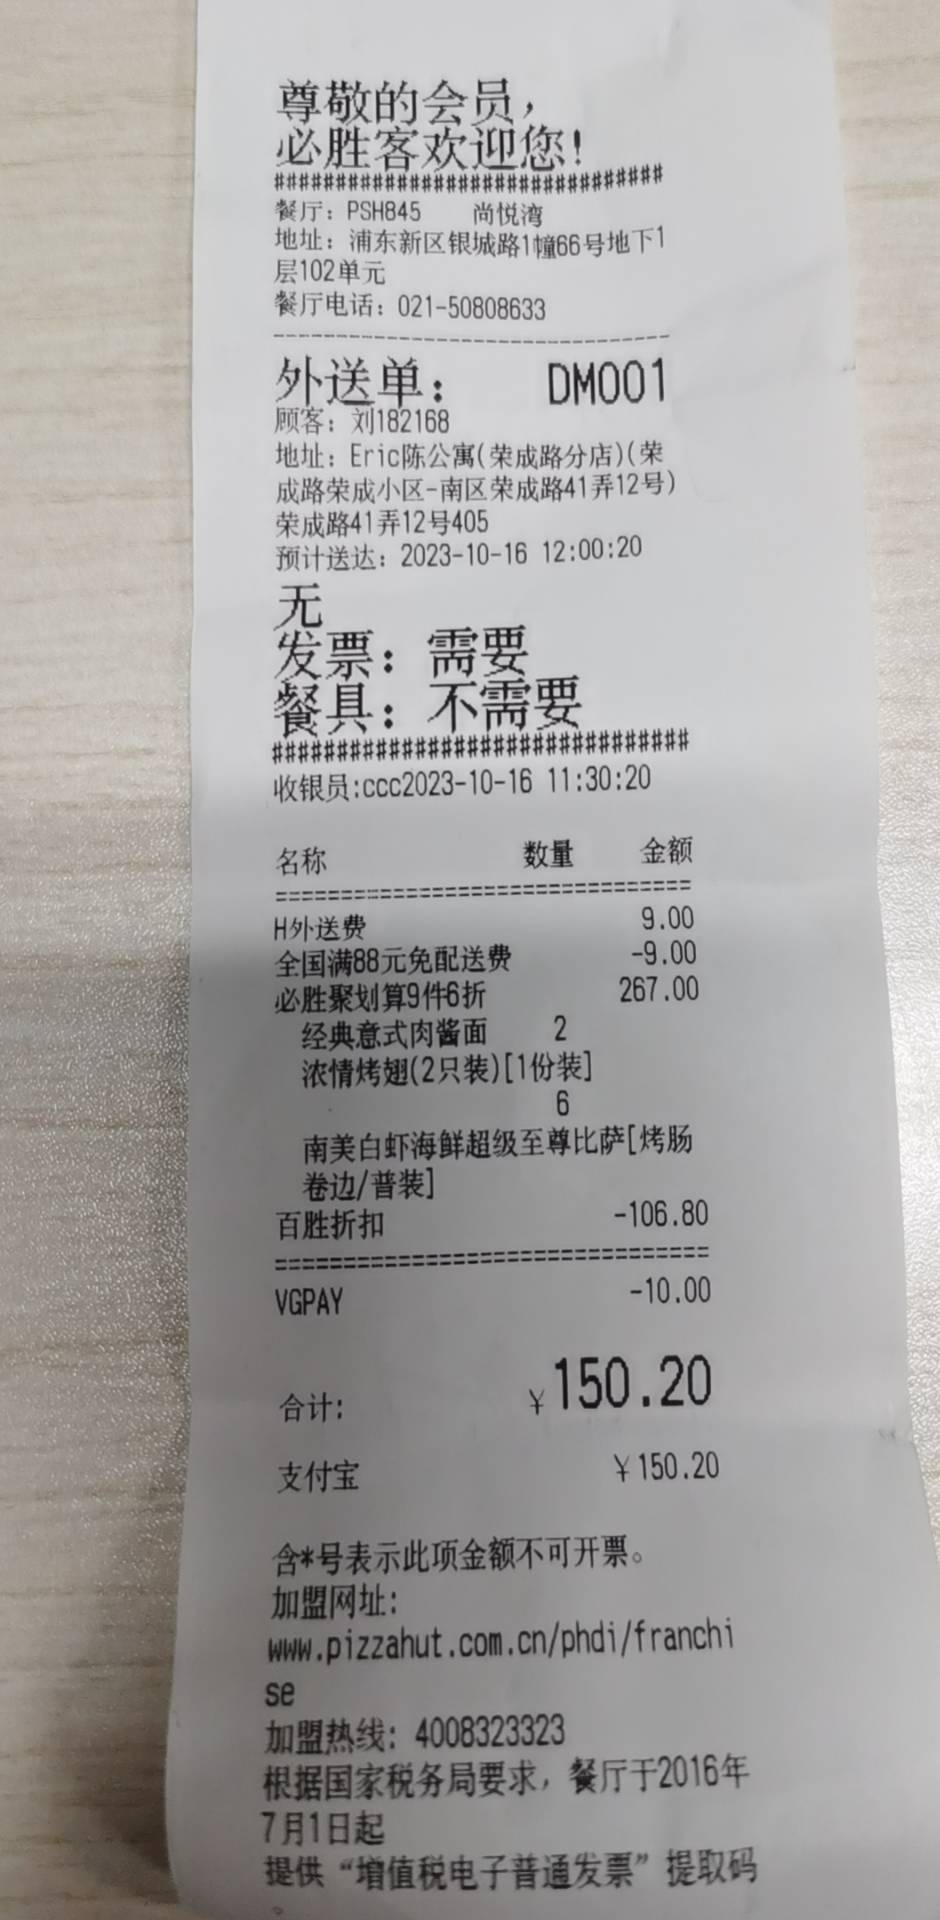 尊敬的会员，
必胜客欢迎您!
################################
餐厅: PSH845 尚悦湾
地址: 浦东新区银城路1幢66号地下1
层102单元
餐厅电话: 021-50808633
--------------------------------
外送单: DM001
顾客: 刘182168
地址: Eric陈公寓(荣成路分店)(荣
成路荣成小区-南区荣成路41弄12号)
荣成路41弄12号405
预计送达: 2023-10-16 12:00:20
无
发票: 需要
餐具: 不需要
################################
收银员:ccc2023-10-16 11:30:20
名称 数量 金额
================================
H外送费 9.00
全国满88元免配送费 -9.00
必胜聚划算9件6折 267.00
经典意式肉酱面 2
浓情烤翅(2只装)[1份装]
6
南美白虾海鲜超级至尊比萨[烤肠
卷边/普装]
百胜折扣 -106.80
================================
VGPAY -10.00
合计: ¥150.20
支付宝 ¥150.20
含*号表示此项金额不可开票。
加盟网址:
www.pizzahut.com.cn/phdi/franchi
se
加盟热线: 4008323323
根据国家税务局要求，餐厅于2016年
7月1日起
提供“增值税电子普通发票”提取码